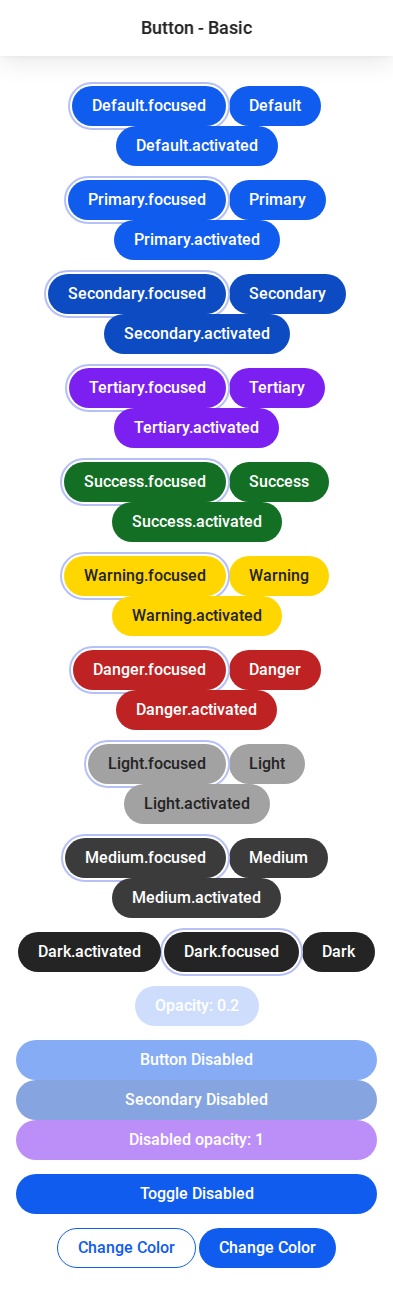 Button - Basic
Default.focused Default
Default.activated
Primary.focused Primary
Primary.activated
Secondary.focused Secondary
Secondary.activated
Tertiary.focused Tertiary
Tertiary.activated
Success.focused Success
Success.activated
Warning.focused Warning
Warning.activated
Danger.focused Danger
Danger.activated
Light.focused Light
Light.activated
Medium.focused Medium
Medium.activated
Dark.activated Dark.focused Dark
Opacity: 0.2
Button Disabled
Secondary Disabled
Disabled opacity: 1
Toggle Disabled
Change Color Change Color